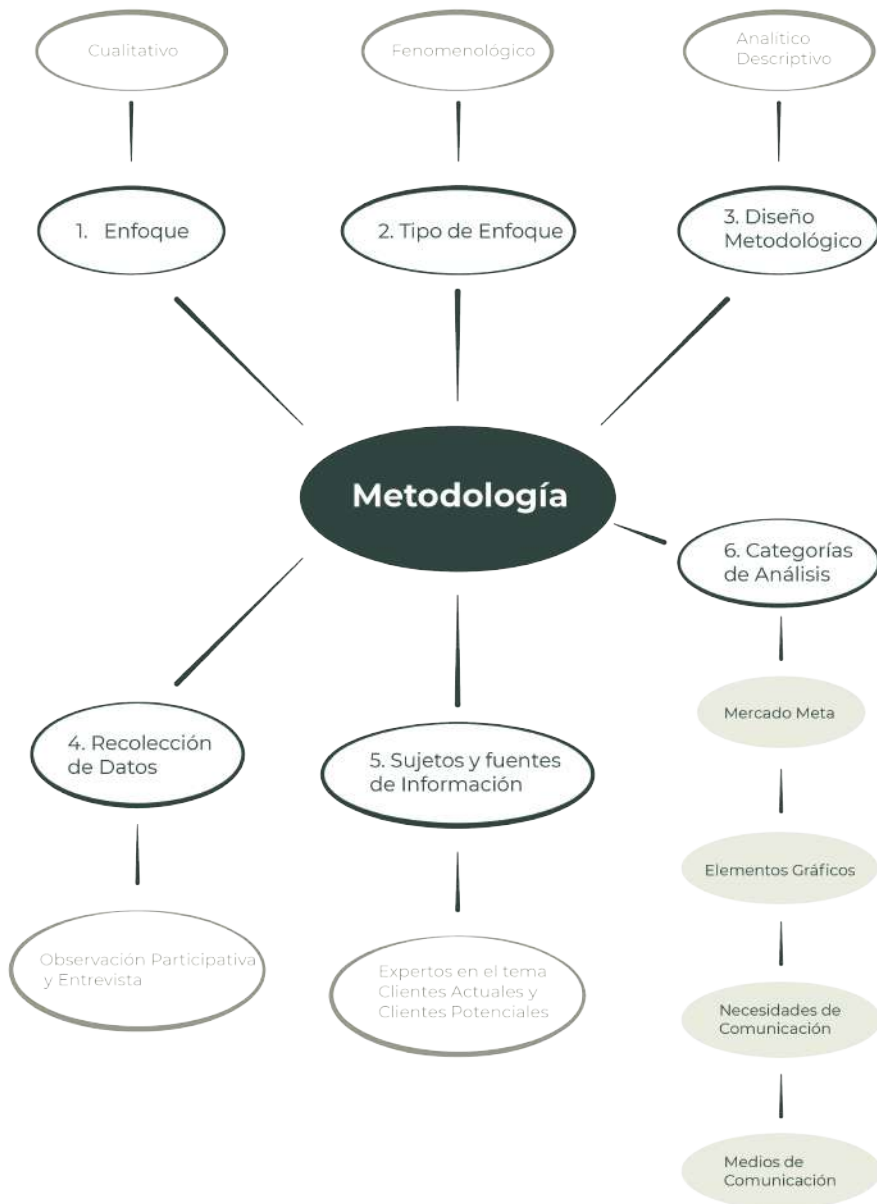 Cualitativo
Fenomenológico
Analítico
Descriptivo
1. Enfoque
2. Tipo de Enfoque
3. Diseño
Metodológico
Metodología
6. Categorías
de Análisis
Mercado Meta
4. Recolección
de Datos
5. Sujetos y fuentes
de Información
Elementos Gráficos
Observación Participativa
y Entrevista
Expertos en el tema
Clientes Actuales y
Clientes Potenciales
Necesidades de
Comunicación
Medios de
Comunicación